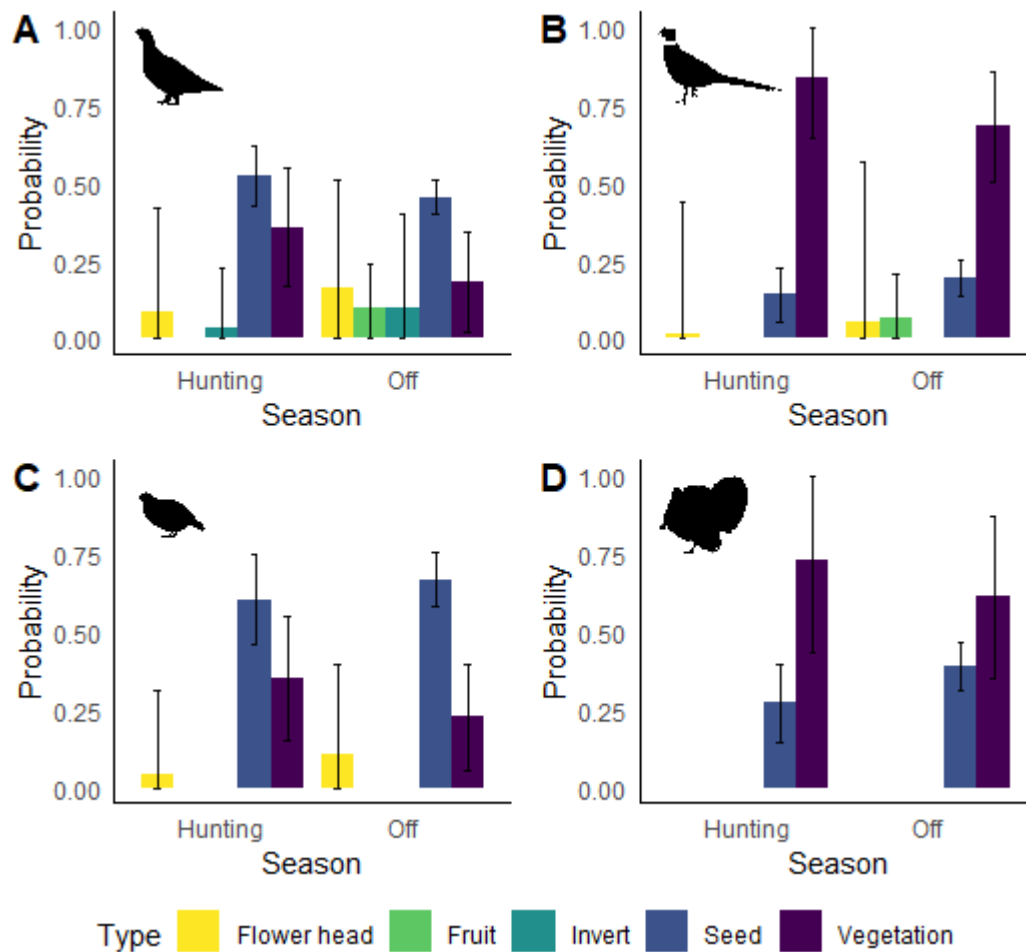 A
1.00
0.75
0.50
0.25
0.00
Probability
Hunting Off
Season
B
1.00
0.75
0.50
0.25
0.00
Probability
Hunting Off
Season
C
1.00
0.75
0.50
0.25
0.00
Probability
Hunting Off
Season
D
1.00
0.75
0.50
0.25
0.00
Probability
Hunting Off
Season
Type Flower head Fruit Invert Seed Vegetation